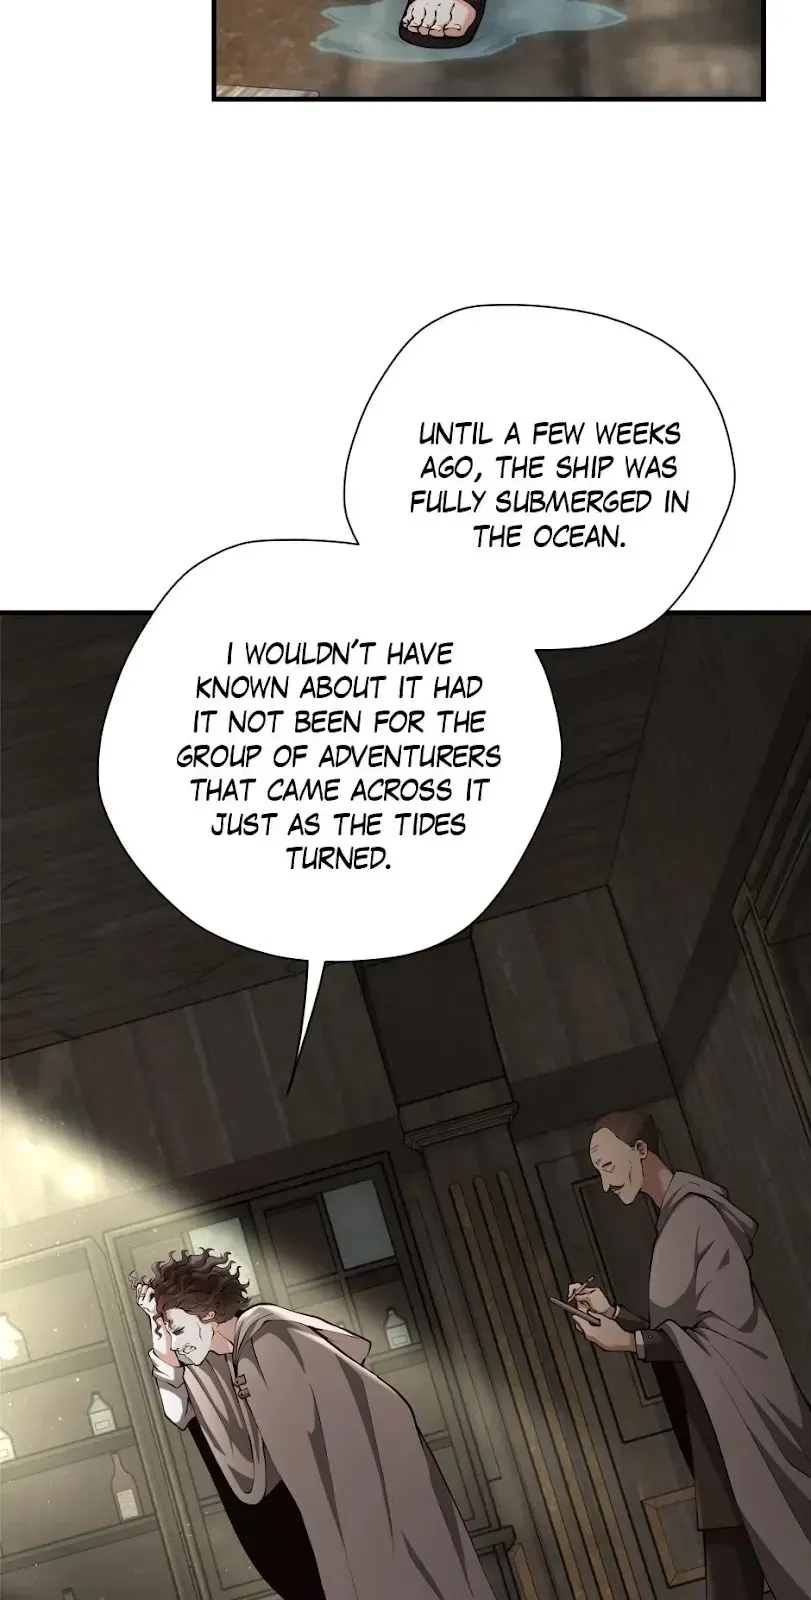 UNTIL A FEW WEEKS
AGO, THE SHIP WAS
FULLY SUBMERGED IN
THE OCEAN.
I WOULDN'T HAVE
KNOWN ABOUT IT HAD
IT NOT BEEN FOR THE
GROUP OF ADVENTURERS
THAT CAME ACROSS IT
JUST AS THE TIDES
TURNED.